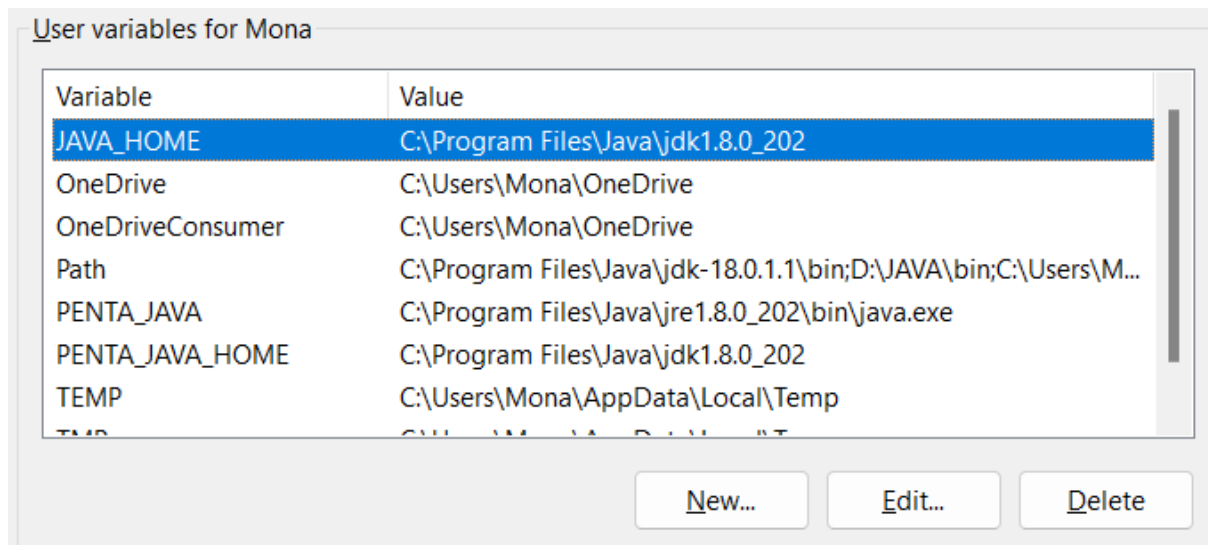 User variables for Mona
Variable Value
JAVA_HOME C:\Program Files\Java\jdk1.8.0_202
OneDrive C:\Users\Mona\OneDrive
OneDriveConsumer C:\Users\Mona\OneDrive
Path C:\Program Files\Java\jdk-18.0.1.1\bin;D:\JAVA\bin;C:\Users\M...
PENTA_JAVA C:\Program Files\Java\jre1.8.0_202\bin\java.exe
PENTA_JAVA_HOME C:\Program Files\Java\jdk1.8.0_202
TEMP C:\Users\Mona\AppData\Local\Temp
New... Edit... Delete